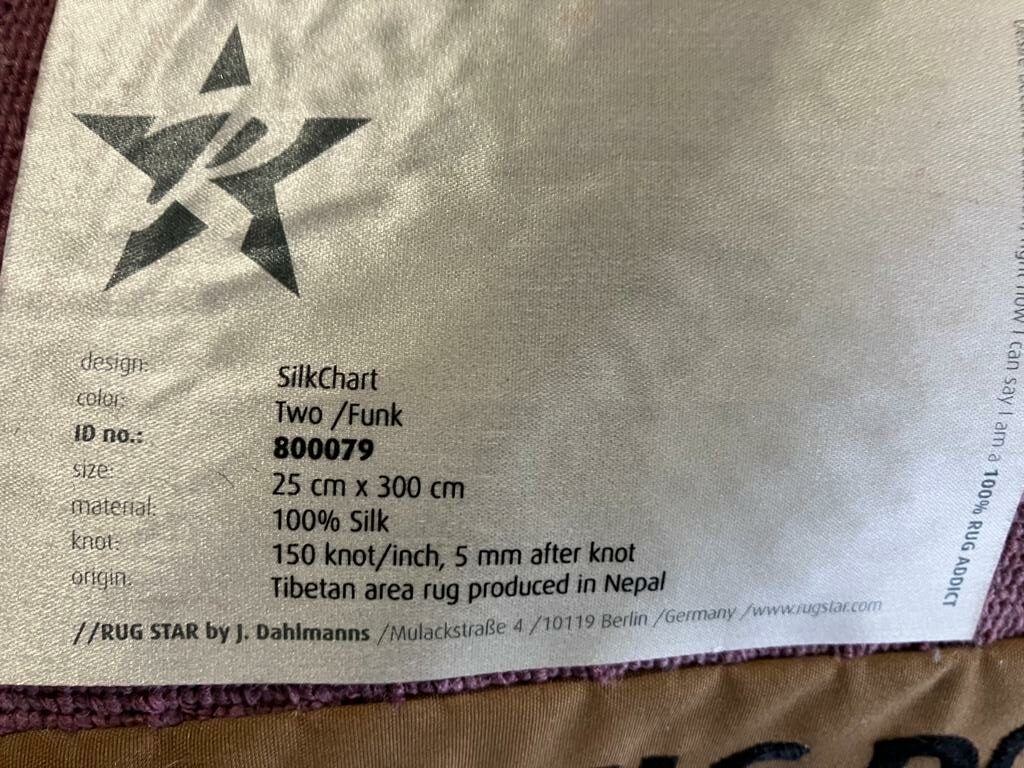 design: SilkChart
color: Two /Funk
ID no.: 800079
size: 25 cm x 300 cm
material: 100% Silk
knot: 150 knot/inch, 5 mm after knot
origin: Tibetan area rug produced in Nepal
//RUG STAR by J. Dahlmanns /Mulackstraße 4 /10119 Berlin /Germany /www.rugstar.com
right now I can say I am a 100% RUG ADDICT